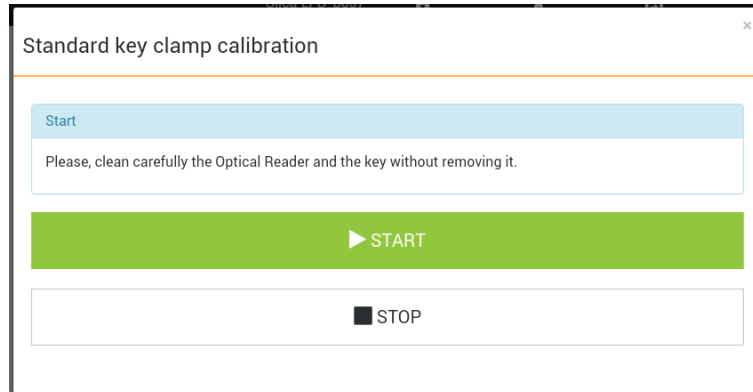 ×
Standard key clamp calibration
Start
Please, clean carefully the Optical Reader and the key without removing it.
START
STOP